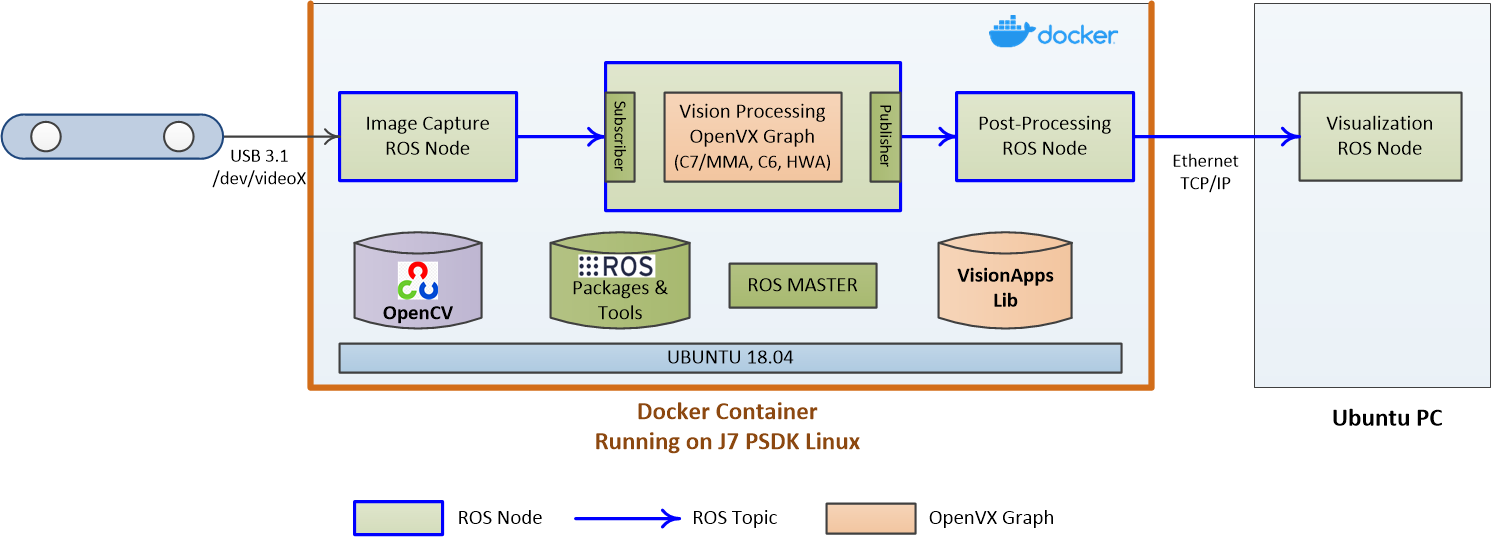 docker
USB 3.1
/dev/videoX
Image Capture
ROS Node
Subscriber
Vision Processing
OpenVX Graph
(C7/MMA, C6, HWA)
Publisher
Post-Processing
ROS Node
Ethernet
TCP/IP
Visualization
ROS Node
OpenCV
ROS
Packages &
Tools
ROS MASTER
VisionApps
Lib
UBUNTU 18.04
Docker Container
Running on J7 PSDK Linux
Ubuntu PC
ROS Node
ROS Topic
OpenVX Graph